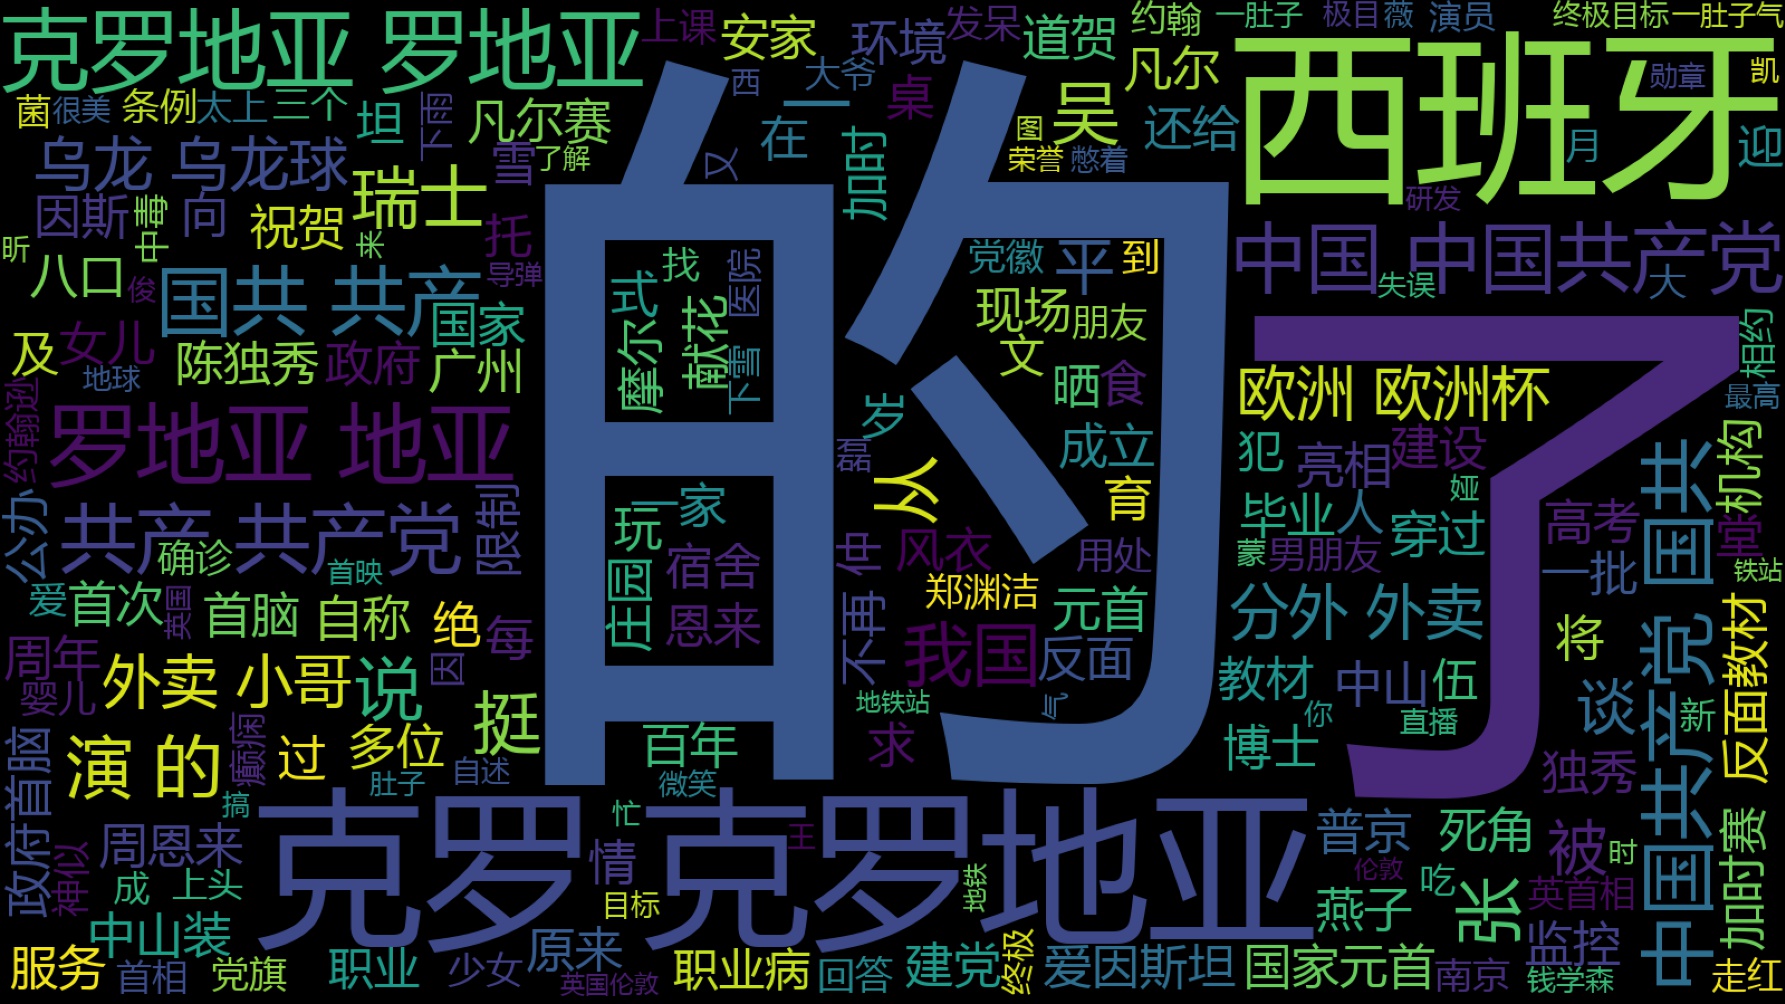 克罗地亚 罗地亚
上课
安家
环境
发呆
道贺
约翰
一肚子
极目
薇
演员
终极目标
一肚子气
西班牙
勋章
凯
凡尔
大爷
西
桌
菌
很美
条例
太上
三个
坦
下雨
凡尔赛
二
在
加时
图
吴
还给
月
迎
乌龙 乌龙球
雪
了解
荣誉
憋着
研发
因斯
中毒
向
祝贺
瑞士
来
托
的
中国 中国共产党
昕
八口
俊
国共 共产
导弹
式
找
医院
党徽
平
到
失误
大
了
及
女儿
地球
陈独秀
政府
国家
广州
摩尔
献花
下雪
现场
朋友
文
晒
食
相约
欧洲 欧洲杯
最高
约翰逊
罗地亚 地亚
岁
磊
成立
犯
亮相
建设
机构
公办
共产 共产党
限制
一家
玩
从
育
娅
毕业
人
穿过
高考
堂
国共
确诊
首映
宿舍
仲
风衣
用处
蒙
男朋友
一批
铁站
爱
首次
美国
首脑
自称
绝
每
庄园
恩来
不再
郑渊洁
元首
分外 外卖
将
中国共产党
反面教材
周年
婴儿
外卖 小哥
说
因
我国
反面
教材
中山
伍
谈
新
地铁站
气
你
直播
政府首脑
演 的
癫痫
过
多位
挺
百年
求
博士
独秀
肚子
自述
微笑
搞
克罗 克罗地亚
忙
王
周恩来
神似
情
普京
死角
被
时
加时赛
成
上头
目标
地铁
伦敦
吃
英首相
燕子
张
中山装
原来
监控
服务
首相
党旗
职业
少女
英国伦敦
职业病
回答
建党
终极
爱因斯坦
国家元首
南京
钱学森
走红